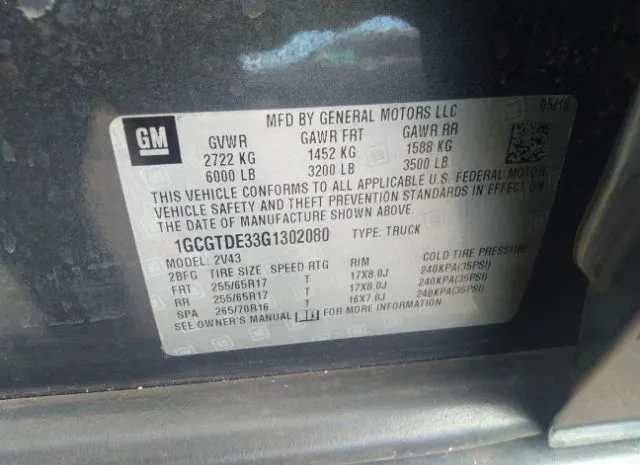 MFD BY GENERAL MOTORS LLC
05/16
GM
GVWR GAWR FRT GAWR RR
2722 KG 1452 KG 1588 KG
6000 LB 3200 LB 3500 LB
THIS VEHICLE CONFORMS TO ALL APPLICABLE U.S. FEDERAL MOTOR
VEHICLE SAFETY AND THEFT PREVENTION STANDARDS IN EFFECT ON
THE DATE OF MANUFACTURE SHOWN ABOVE.
1GCGTDE33G1302080 TYPE: TRUCK
MODEL: 2V43
2BFG TIRE SIZE SPEED RTG RIM COLD TIRE PRESSURE
FRT 255/65R17 T 17X8.0J 240KPA(35PSI)
RR 255/65R17 T 17X8.0J 240KPA(35PSI)
SPA 265/70R16 T 16X7.0J 240KPA(35PSI)
SEE OWNER'S MANUAL FOR MORE INFORMATION